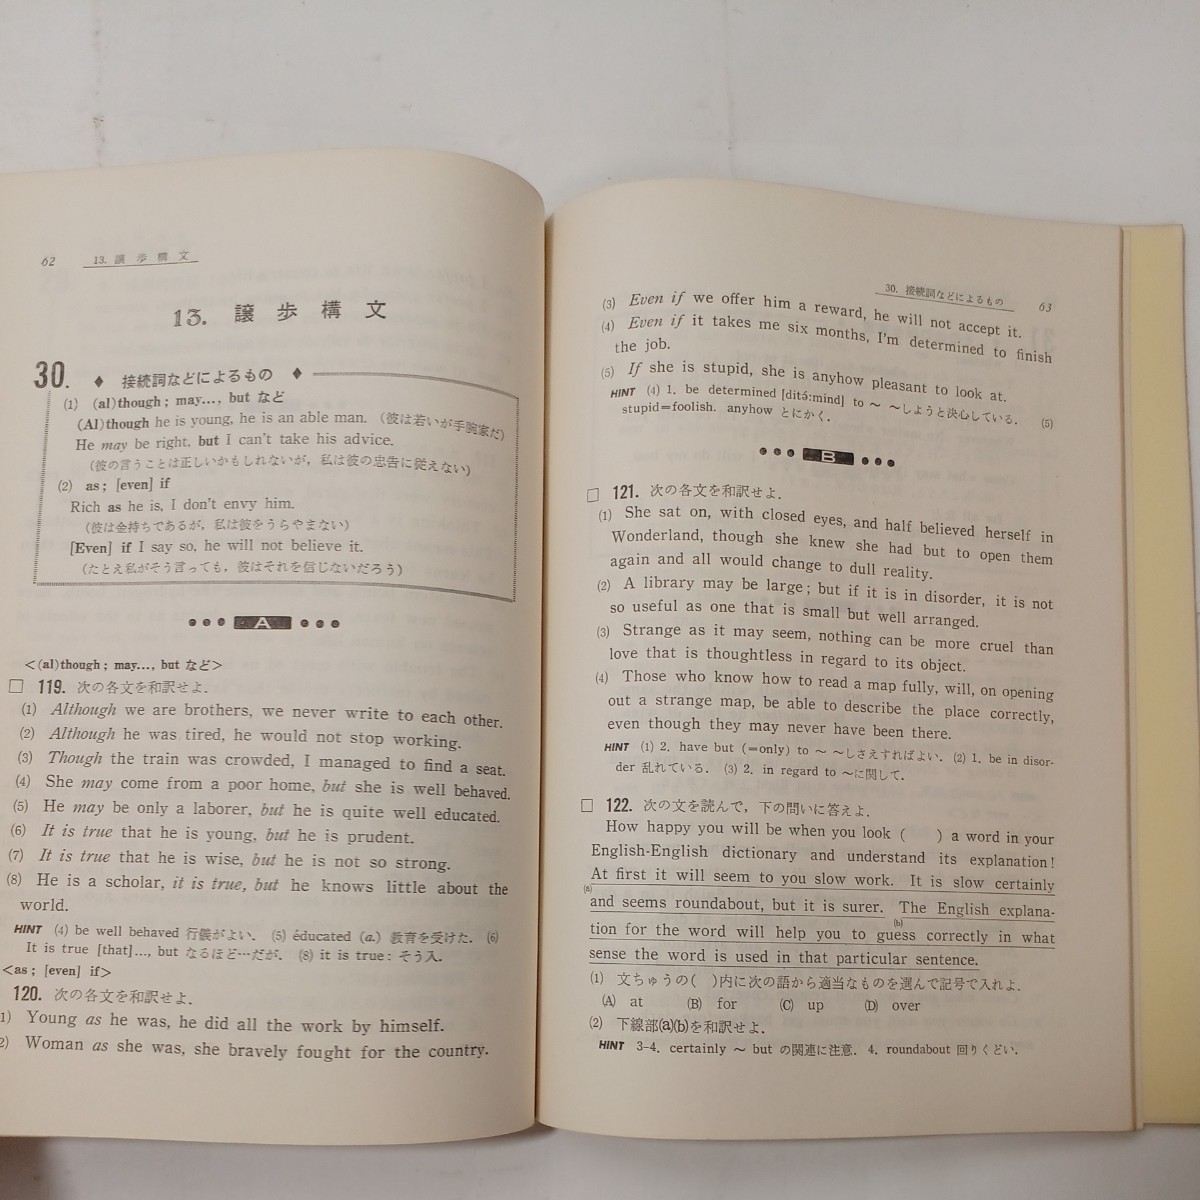 62 13. 譲歩構文
13. 譲歩構文
30. ♦ 接続詞などによるもの ♦
(1) (al)though ; may..., but など
(Al)though he is young, he is an able man. (彼は若いが手腕家だ)
He may be right, but I can't take his advice.
(彼の言うことは正しいかもしれないが，私は彼の忠告に従えない)
(2) as ; [even] if
Rich as he is, I don't envy him.
(彼は金持ちであるが，私は彼をうらやまない)
[Even] if I say so, he will not believe it.
(たとえ私がそう言っても，彼はそれを信じないだろう)
A
<(al)though ; may..., but など>
□ 119. 次の各文を和訳せよ.
(1) Although we are brothers, we never write to each other.
(2) Although he was tired, he would not stop working.
(3) Though the train was crowded, I managed to find a seat.
(4) She may come from a poor home, but she is well behaved.
(5) He may be only a laborer, but he is quite well educated.
(6) It is true that he is young, but he is prudent.
(7) It is true that he is wise, but he is not so strong.
(8) He is a scholar, it is true, but he knows little about the
world.
HINT (4) be well behaved 行儀がよい. (5) éducated (a.) 教育を受けた. (6)
It is true [that]..., but なるほど…だが. (8) it is true: そう入.
<as ; [even] if>
120. 次の各文を和訳せよ.
1) Young as he was, he did all the work by himself.
2) Woman as she was, she bravely fought for the country.
30. 接続詞などによるもの 63
(3) Even if we offer him a reward, he will not accept it.
(4) Even if it takes me six months, I'm determined to finish
the job.
(5) If she is stupid, she is anyhow pleasant to look at.
HINT (4) 1. be determined [ditə́:mind] to ～ ～しようと決心している. (5)
stupid=foolish. anyhow とにかく.
B
□ 121. 次の各文を和訳せよ.
(1) She sat on, with closed eyes, and half believed herself in
Wonderland, though she knew she had but to open them
again and all would change to dull reality.
(2) A library may be large ; but if it is in disorder, it is not
so useful as one that is small but well arranged.
(3) Strange as it may seem, nothing can be more cruel than
love that is thoughtless in regard to its object.
(4) Those who know how to read a map fully, will, on opening
out a strange map, be able to describe the place correctly,
even though they may never have been there.
HINT (1) 2. have but (=only) to ～ ～しさえすればよい. (2) 1. be in disor-
der 乱れている. (3) 2. in regard to ～に関して.
□ 122. 次の文を読んで，下の問いに答えよ.
How happy you will be when you look ( ) a word in your
English-English dictionary and understand its explanation!
At first it will seem to you slow work. It is slow certainly
(a)
and seems roundabout, but it is surer. The English explana-
(b)
tion for the word will help you to guess correctly in what
sense the word is used in that particular sentence.
(1) 文ちゅうの( )内に次の語から適当なものを選んで記号で入れよ.
(A) at (B) for (C) up (D) over
(2) 下線部(a)(b)を和訳せよ.
HINT 3-4. certainly ～ but の関連に注意. 4. roundabout 回りくどい.